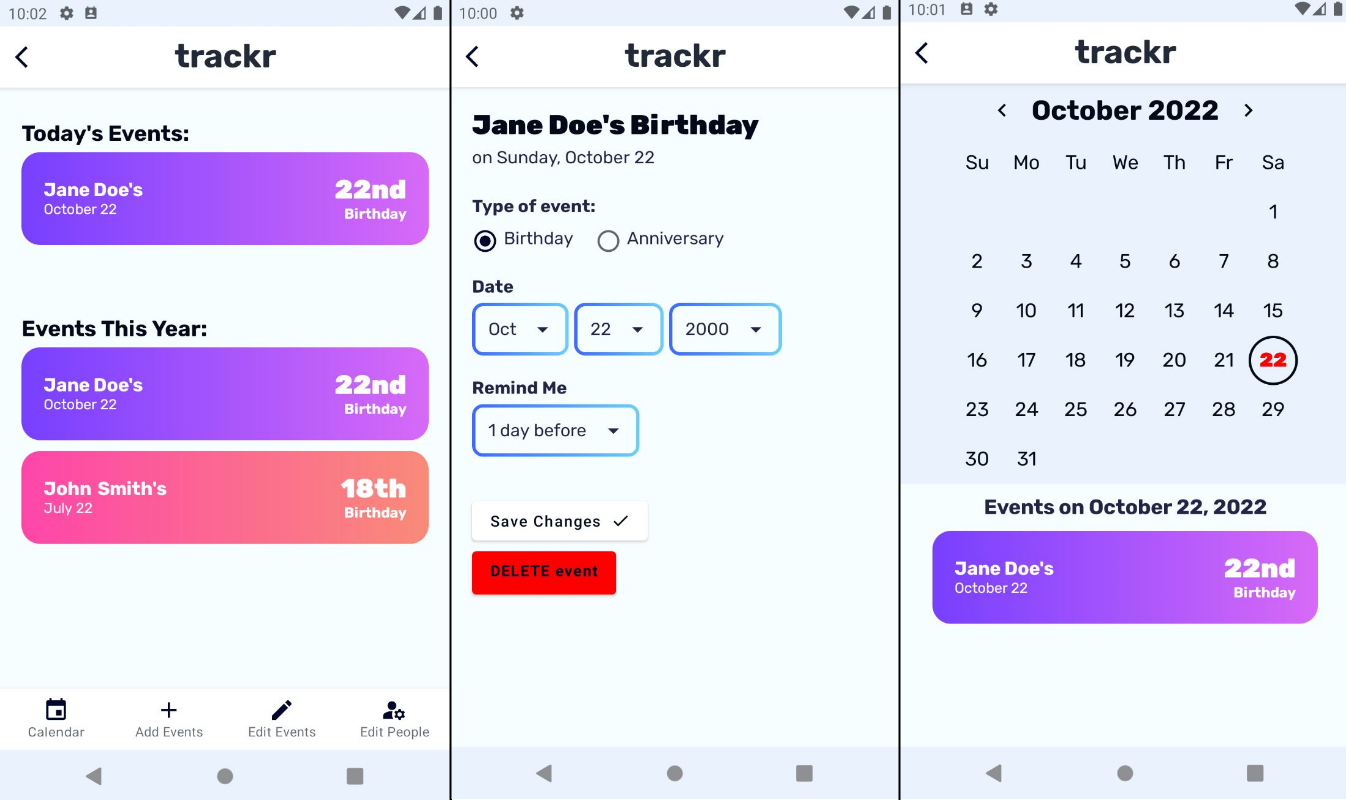 10:02
trackr
Today's Events:
Jane Doe's 22nd
October 22 Birthday
Events This Year:
Jane Doe's 22nd
October 22 Birthday
John Smith's 18th
July 22 Birthday
Calendar Add Events Edit Events Edit People
10:00
trackr
Jane Doe's Birthday
on Sunday, October 22
Type of event:
Birthday Anniversary
Date
Oct 22 2000
Remind Me
1 day before
Save Changes
DELETE event
10:01
trackr
October 2022
Su Mo Tu We Th Fr Sa
1
2 3 4 5 6 7 8
9 10 11 12 13 14 15
16 17 18 19 20 21 22
23 24 25 26 27 28 29
30 31
Events on October 22, 2022
Jane Doe's 22nd
October 22 Birthday